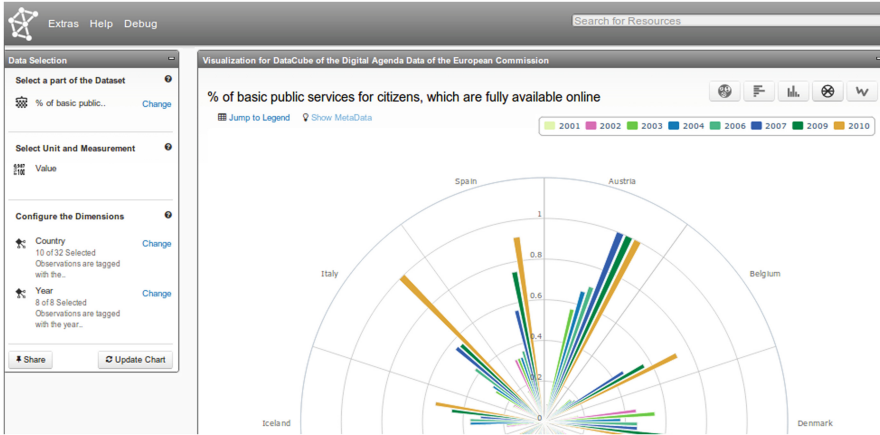 Extras Help Debug
Search for Resources
Data Selection
Select a part of the Dataset
% of basic public..
Change
Select Unit and Measurement
Value
Configure the Dimensions
Country
Change
10 of 32 Selected
Observations are tagged
with the..
Year
Change
8 of 8 Selected
Observations are tagged
with the year..
Share
Update Chart
Visualization for DataCube of the Digital Agenda Data of the European Commission
% of basic public services for citizens, which are fully available online
Jump to Legend
Show MetaData
2001 2002 2003 2004 2006 2007 2009 2010
Spain
Austria
1
Italy
Belgium
0.8
0.6
0.4
0.2
0
Iceland
Denmark